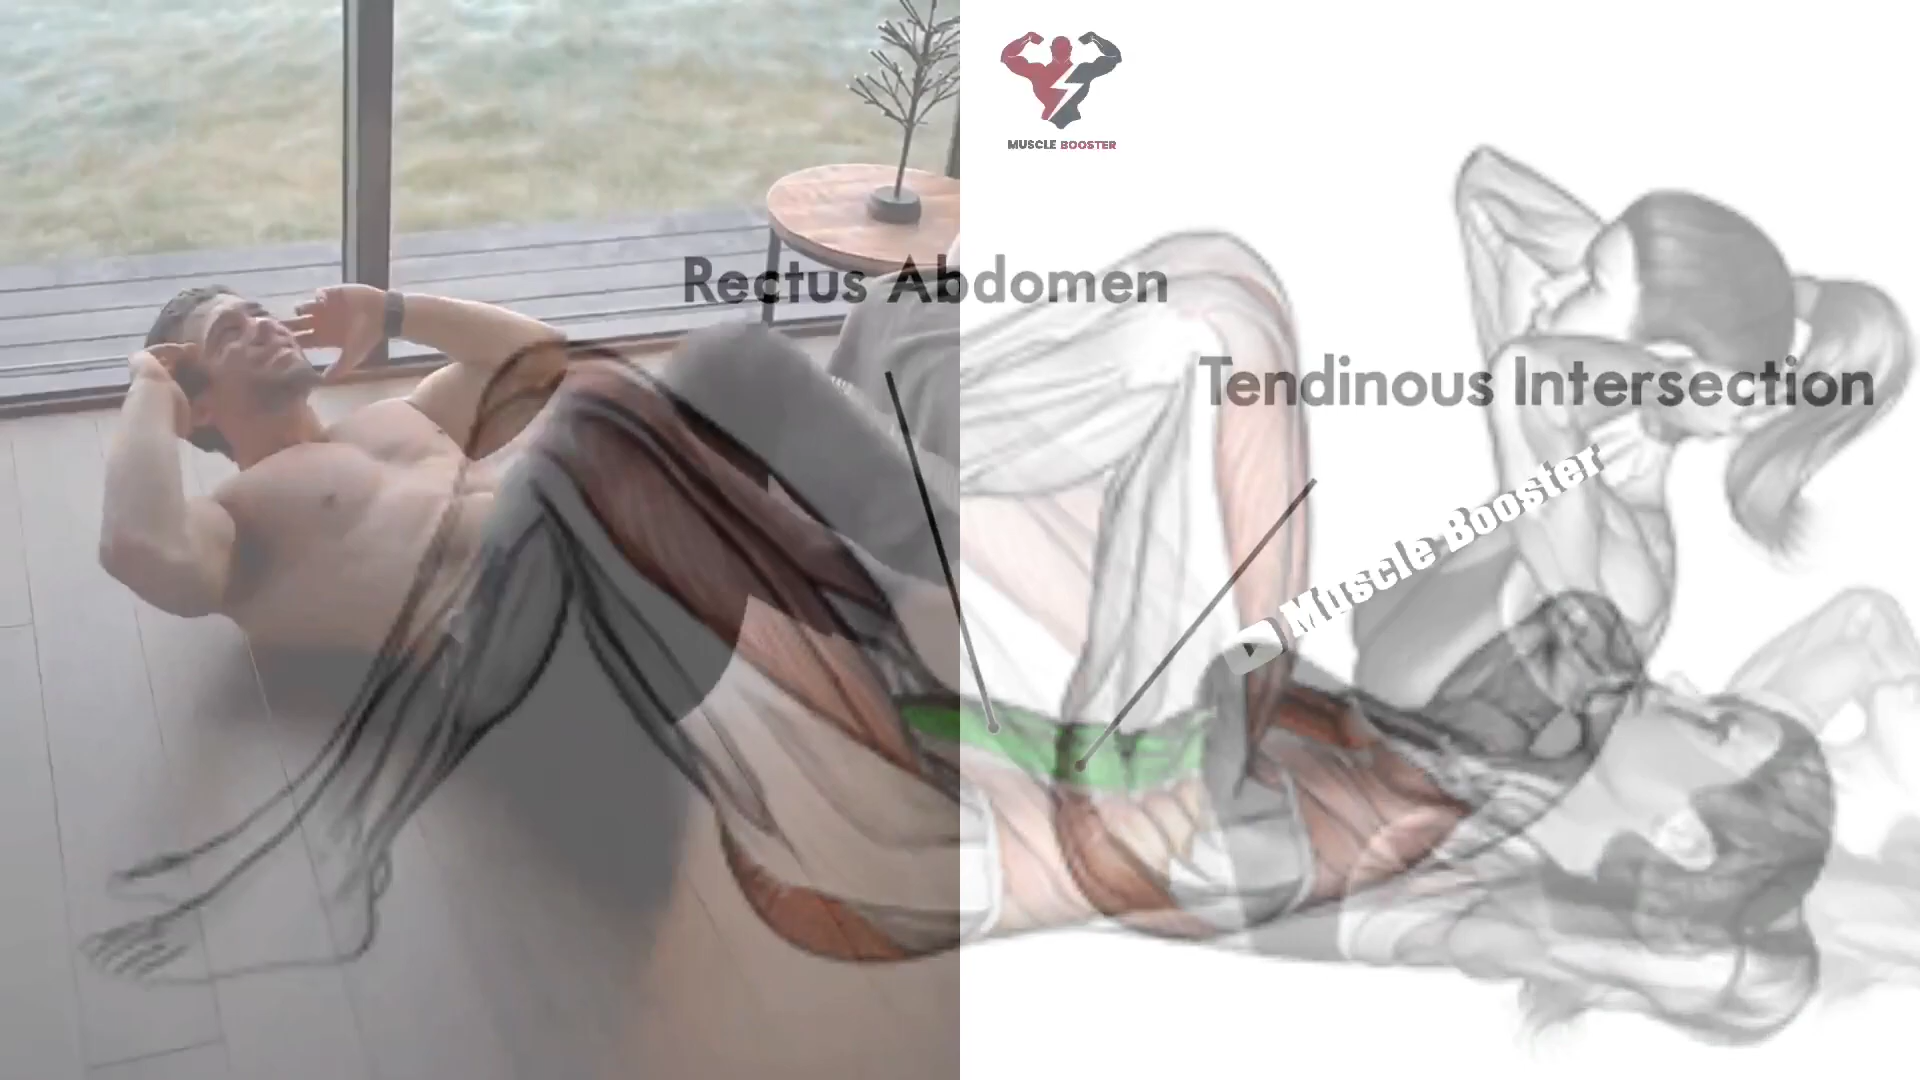 MUSCLE BOOSTER
Rectus Abdomen
Tendinous Intersection
Muscle Booster